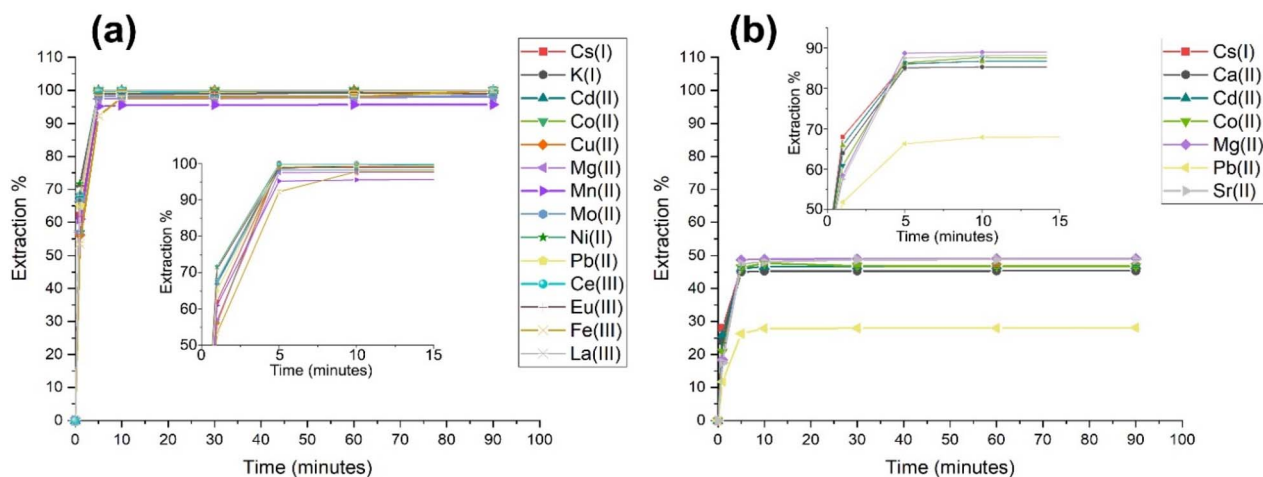 (a)
Extraction %
110
100
90
80
70
60
50
40
30
20
10
0
0 10 20 30 40 50 60 70 80 90 100
Time (minutes)
Extraction %
100
90
80
70
60
50
0 5 10 15
Time (minutes)
Cs(I)
K(I)
Cd(II)
Co(II)
Cu(II)
Mg(II)
Mn(II)
Mo(II)
Ni(II)
Pb(II)
Ce(III)
Eu(III)
Fe(III)
La(III)
(b)
Extraction %
110
100
90
80
70
60
50
40
30
20
10
0
0 10 20 30 40 50 60 70 80 90 100
Time (minutes)
Extraction %
90
80
70
60
50
0 5 10 15
Time (minutes)
Cs(I)
Ca(II)
Cd(II)
Co(II)
Mg(II)
Pb(II)
Sr(II)